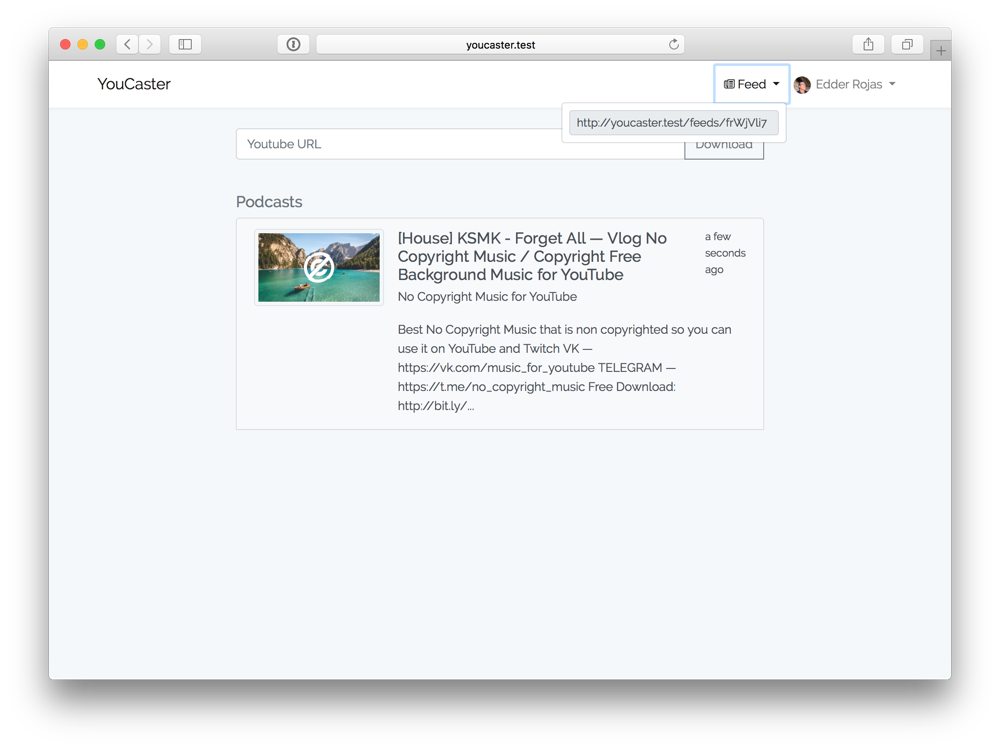 youcaster.test
YouCaster
Feed
Edder Rojas
http://youcaster.test/feeds/frWjVli7
Youtube URL
Download
Podcasts
[House] KSMK - Forget All — Vlog No
Copyright Music / Copyright Free
Background Music for YouTube
a few
seconds
ago
No Copyright Music for YouTube
Best No Copyright Music that is non copyrighted so you can
use it on YouTube and Twitch VK —
https://vk.com/music_for_youtube TELEGRAM —
https://t.me/no_copyright_music Free Download:
http://bit.ly/...